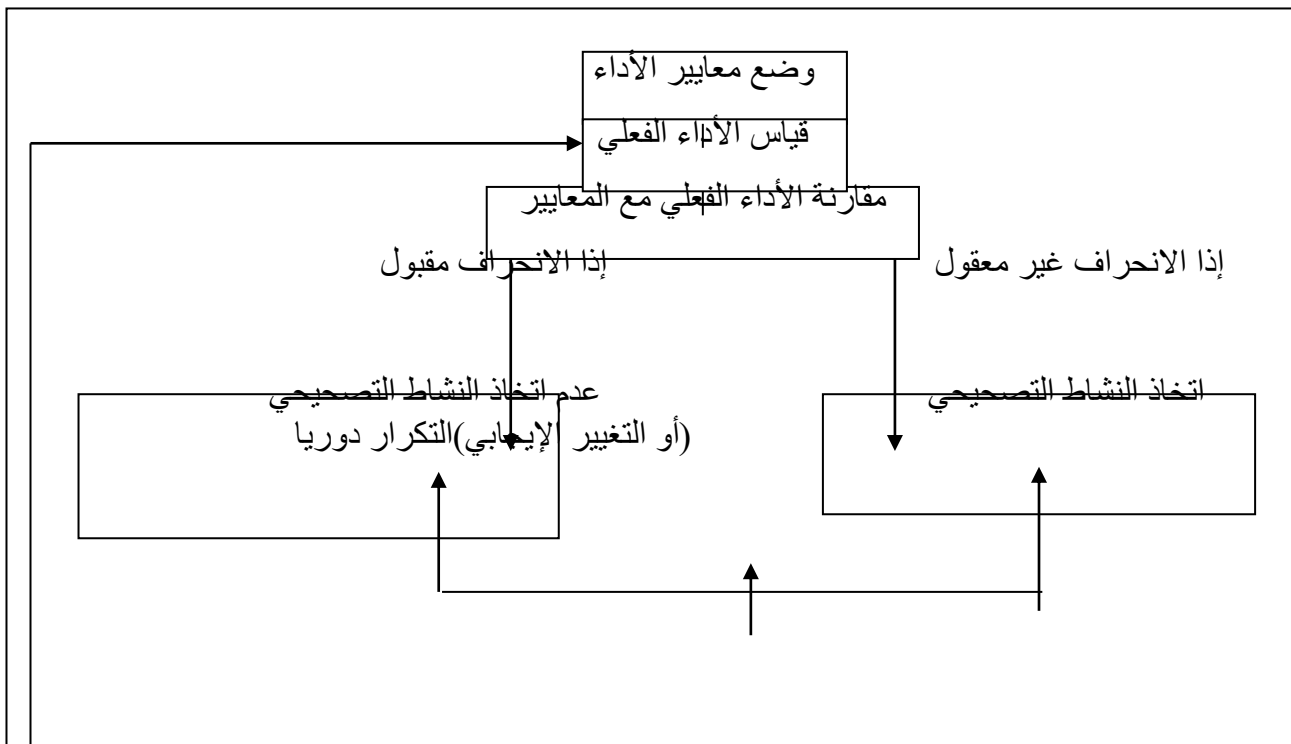 وضع معايير الأداء
قياس الأداء الفعلي
مقارنة الأداء الفعلي مع المعايير
إذا الانحراف غير معقول
إذا الانحراف مقبول
اتخاذ النشاط التصحيحي
عدم اتخاذ النشاط التصحيحي
(أو التغيير الإيجابي)التكرار دوريا